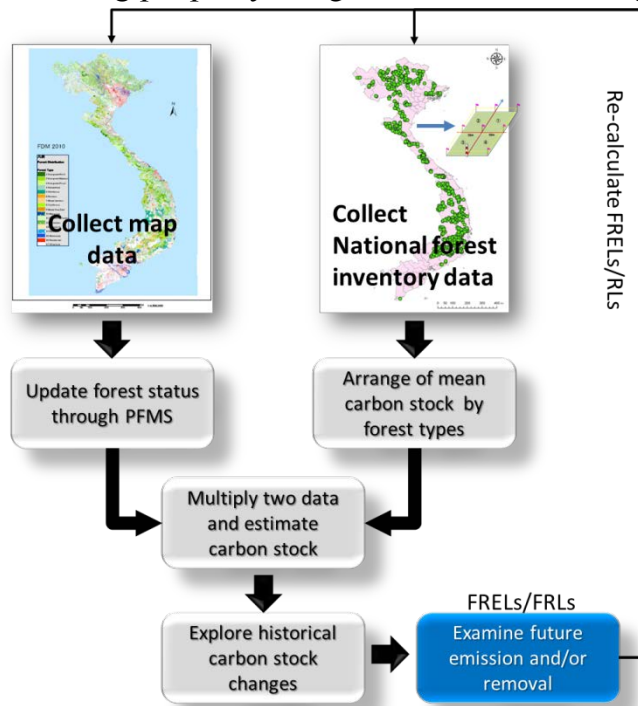 FDM 2010
Collect map
data
Collect
National forest
inventory data
Re-calculate FRELs/RLs
Update forest status
through PFMS
Arrange of mean
carbon stock by
forest types
Multiply two data
and estimate
carbon stock
FRELs/FRLs
Explore historical
carbon stock
changes
Examine future
emission and/or
removal